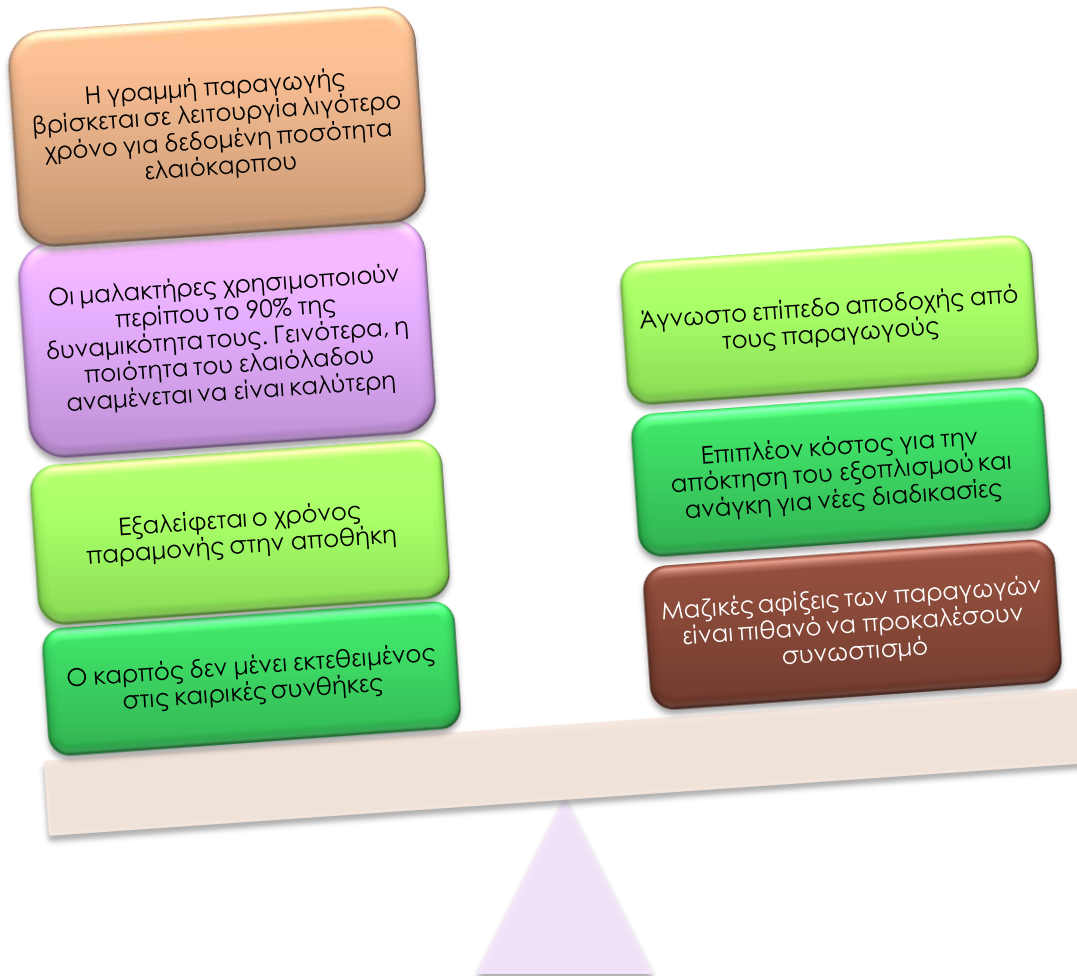 Η γραμμή παραγωγής
βρίσκεται σε λειτουργία λιγότερο
χρόνο για δεδομένη ποσότητα
ελαιόκαρπου
Οι μαλακτήρες χρησιμοποιούν
περίπου το 90% της
δυναμικότητα τους. Γεινότερα, η
ποιότητα του ελαιόλαδου
αναμένεται να είναι καλύτερη
Εξαλείφεται ο χρόνος
παραμονής στην αποθήκη
Ο καρπός δεν μένει εκτεθειμένος
στις καιρικές συνθήκες
Άγνωστο επίπεδο αποδοχής από
τους παραγωγούς
Επιπλέον κόστος για την
απόκτηση του εξοπλισμού και
ανάγκη για νέες διαδικασίες
Μαζικές αφίξεις των παραγωγών
είναι πιθανό να προκαλέσουν
συνωστισμό